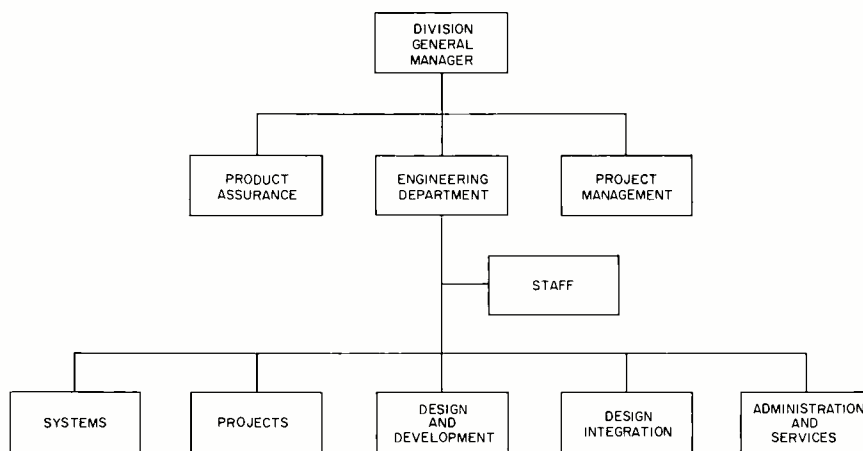 DIVISION
GENERAL
MANAGER
PRODUCT
ASSURANCE
ENGINEERING
DEPARTMENT
PROJECT
MANAGEMENT
STAFF
SYSTEMS
PROJECTS
DESIGN
AND
DEVELOPMENT
DESIGN
INTEGRATION
ADMINISTRATION
AND
SERVICES